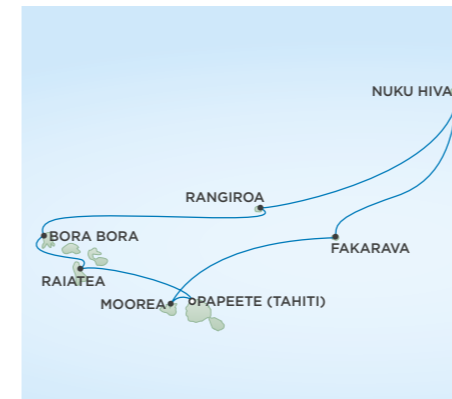 NUKU HIVA
RANGIROA
BORA BORA
FAKARAVA
RAIATEA
MOOREA
PAPEETE (TAHITI)